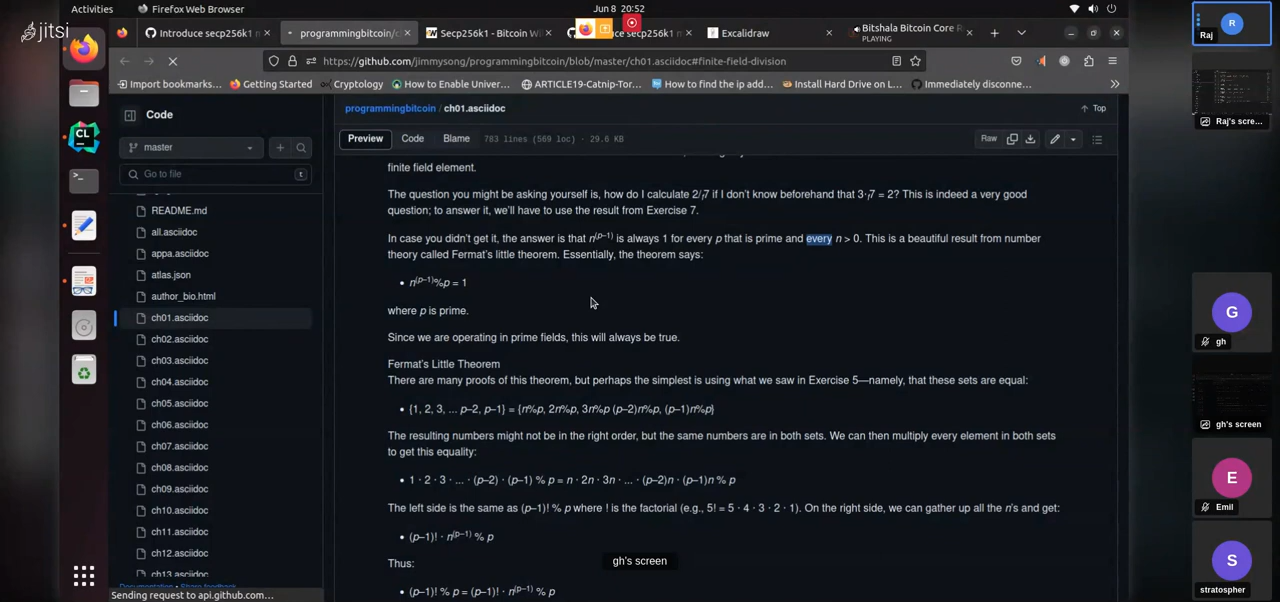 Activities
Firefox Web Browser
Jun 8 20:52
jitsi
Introduce secp256k1 n
programmingbitcoin/c
Secp256k1 - Bitcoin Wi
ce secp256k1 n
Excalidraw
Bitshala Bitcoin Core R
PLAYING
https://github.com/jimmysong/programmingbitcoin/blob/master/ch01.asciidoc#finite-field-division
Import bookmarks...
Getting Started
Cryptology
How to Enable Univer...
ARTICLE19-Catnip-Tor...
How to find the ip add...
Install Hard Drive on L...
Immediately disconne...
Code
programmingbitcoin / ch01.asciidoc
Top
Preview
Code
Blame
783 lines (569 loc) · 29.6 KB
Raw
master
Go to file
t
README.md
all.asciidoc
appa.asciidoc
atlas.json
author_bio.html
ch01.asciidoc
ch02.asciidoc
ch03.asciidoc
ch04.asciidoc
ch05.asciidoc
ch06.asciidoc
ch07.asciidoc
ch08.asciidoc
ch09.asciidoc
ch10.asciidoc
ch11.asciidoc
ch12.asciidoc
ch13.asciidoc
Documentation • Share feedback
Sending request to api.github.com...
finite field element.
The question you might be asking yourself is, how do I calculate 2/f7 if I don't know beforehand that 3·f7 = 2? This is indeed a very good
question; to answer it, we'll have to use the result from Exercise 7.
In case you didn't get it, the answer is that n(p–1) is always 1 for every p that is prime and every n > 0. This is a beautiful result from number
theory called Fermat's little theorem. Essentially, the theorem says:
• n(p–1)%p = 1
where p is prime.
Since we are operating in prime fields, this will always be true.
Fermat's Little Theorem
There are many proofs of this theorem, but perhaps the simplest is using what we saw in Exercise 5—namely, that these sets are equal:
• {1, 2, 3, ... p–2, p–1} = {n%p, 2n%p, 3n%p (p–2)n%p, (p–1)n%p}
The resulting numbers might not be in the right order, but the same numbers are in both sets. We can then multiply every element in both sets
to get this equality:
• 1 · 2 · 3 · ... · (p–2) · (p–1) % p = n · 2n · 3n · ... · (p–2)n · (p–1)n % p
The left side is the same as (p–1)! % p where ! is the factorial (e.g., 5! = 5 · 4 · 3 · 2 · 1). On the right side, we can gather up all the n's and get:
• (p–1)! · n(p–1) % p
Thus:
• (p–1)! % p = (p–1)! · n(p–1) % p
gh's screen
R
Raj
Raj's scre...
G
gh
gh's screen
E
Emil
S
stratospher